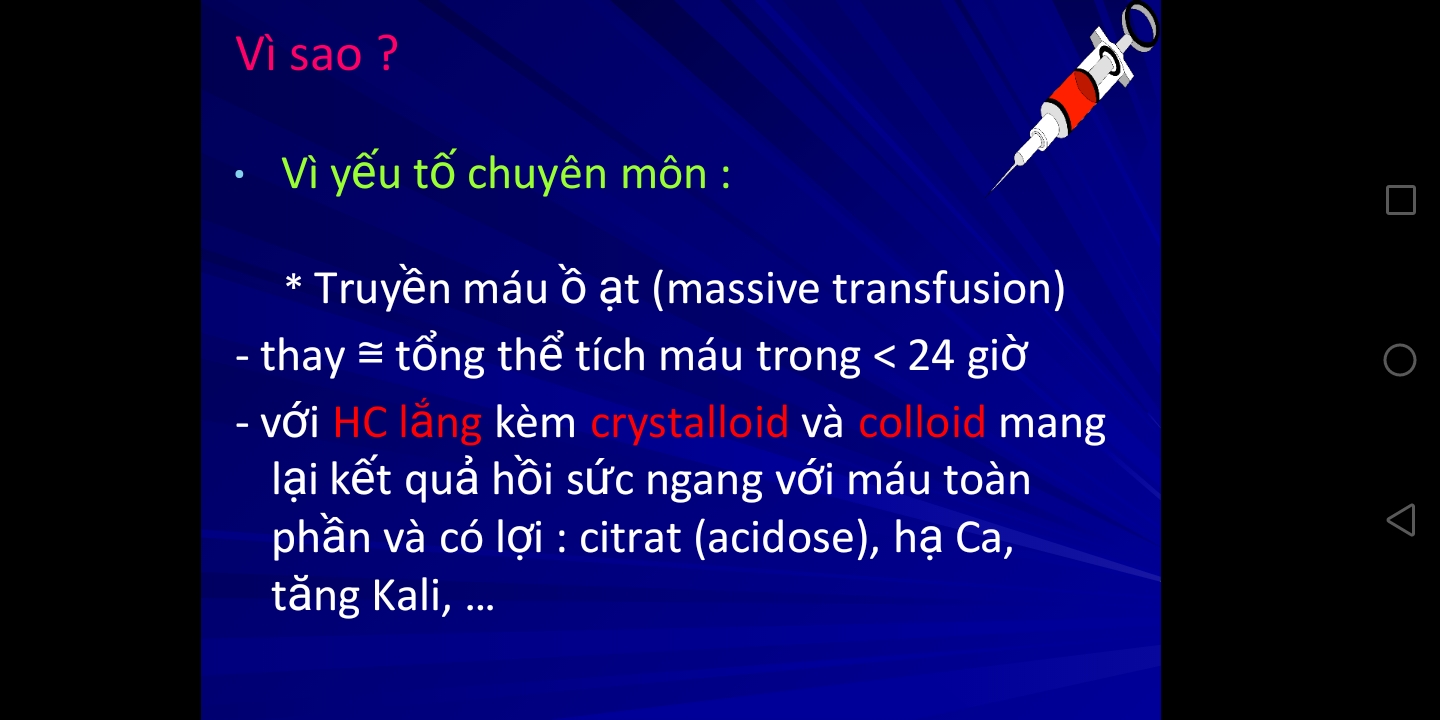 Vì sao ?
• Vì yếu tố chuyên môn :
* Truyền máu ồ ạt (massive transfusion)
- thay ≅ tổng thể tích máu trong < 24 giờ
- với HC lắng kèm crystalloid và colloid mang
lại kết quả hồi sức ngang với máu toàn
phần và có lợi : citrat (acidose), hạ Ca,
tăng Kali, ...